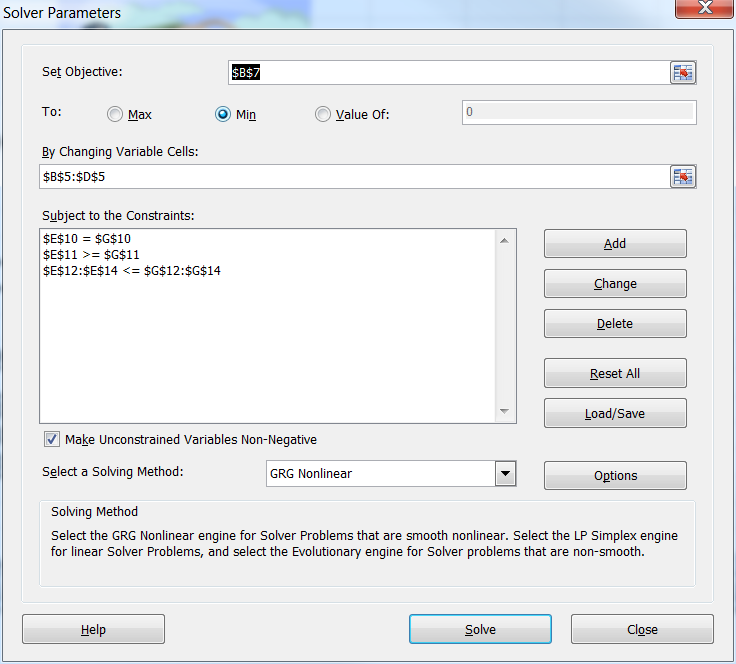 Solver Parameters
Set Objective: $B$7
To: Max Min Value Of: 0
By Changing Variable Cells:
$B$5:$D$5
Subject to the Constraints:
$E$10 = $G$10
$E$11 >= $G$11
$E$12:$E$14 <= $G$12:$G$14
Add
Change
Delete
Reset All
Load/Save
Make Unconstrained Variables Non-Negative
Select a Solving Method: GRG Nonlinear Options
Solving Method
Select the GRG Nonlinear engine for Solver Problems that are smooth nonlinear. Select the LP Simplex engine
for linear Solver Problems, and select the Evolutionary engine for Solver problems that are non-smooth.
Help Solve Close